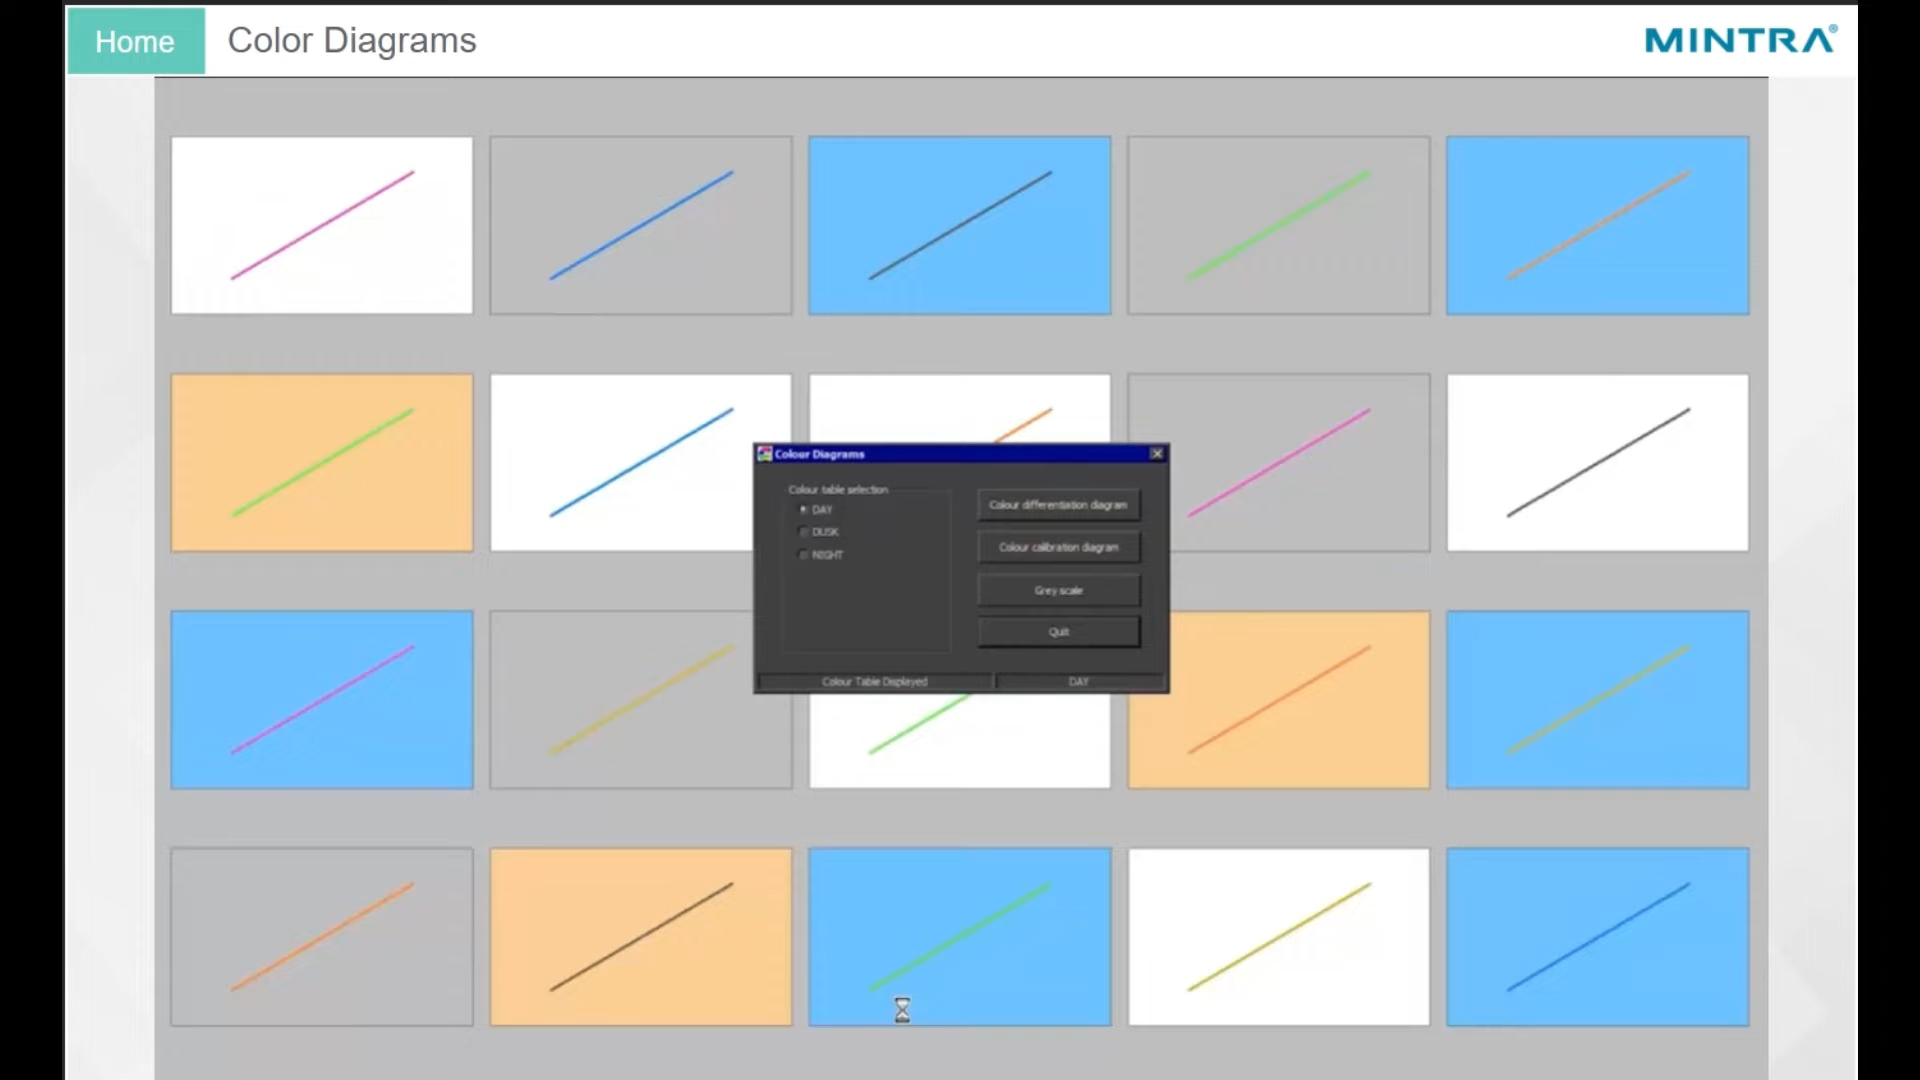 Home
Color Diagrams
MINTRA®
Colour Diagrams
Colour table selection
DAY
DUSK
NIGHT
Colour differentiation diagram
Colour calibration diagram
Grey scale
Quit
Colour Table Displayed
DAY